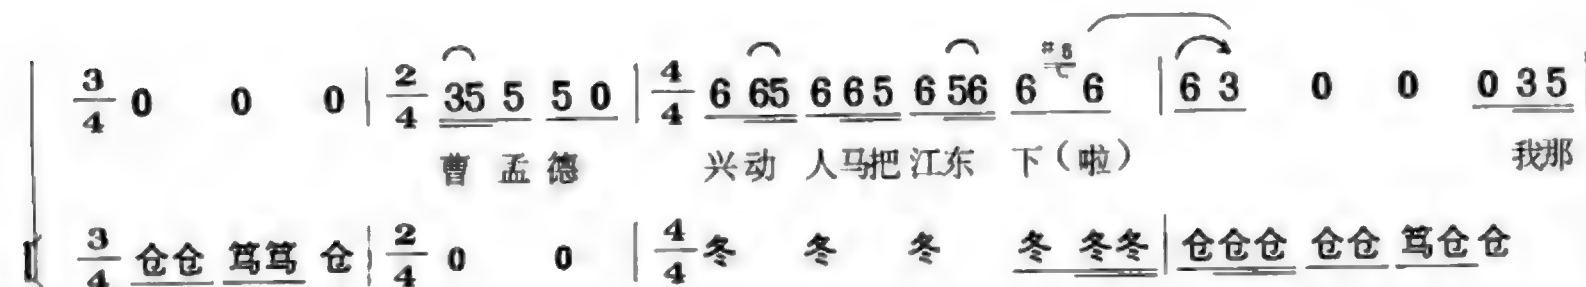 3/4 0 0 0 | 2/4 35 5 5 0 | 4/4 6 65 6 65 6 56 6 6 | 6 3 0 0 0 35
曹 孟 德 兴动 人马把江东 下（啦） 我那
3/4 仓仓 笃笃 仓 | 2/4 0 0 | 4/4 冬 冬 冬 冬 冬冬 | 仓仓仓 仓仓 笃仓仓